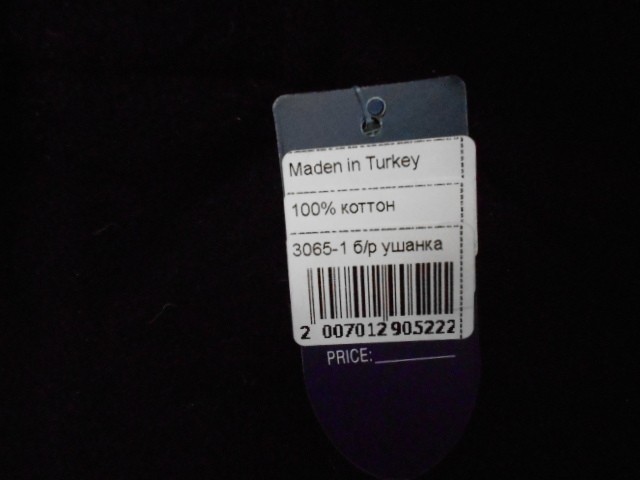 Maden in Turkey
100% коттон
3065-1 б/р ушанка
2 007012 905222
PRICE: